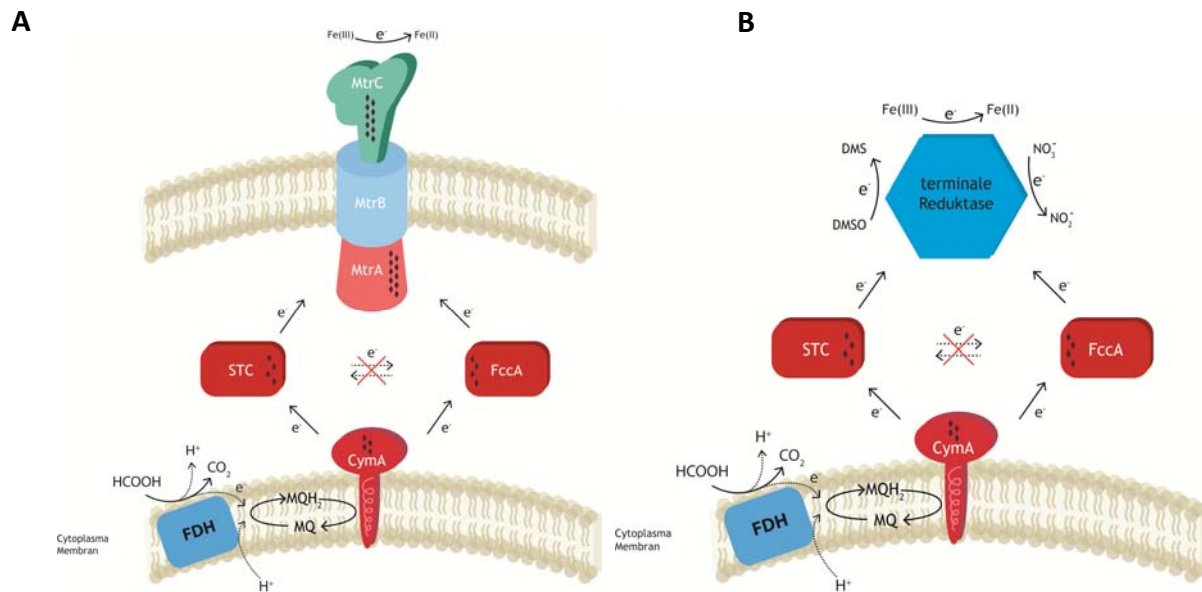 A
Fe(III) e⁻ Fe(II)
MtrC
MtrB
MtrA
e⁻ e⁻
e⁻
STC
FccA
e⁻ e⁻
CymA
H⁺
HCOOH CO₂
e⁻
MQH₂
FDH
MQ
Cytoplasma
Membran
H⁺
B
Fe(III) e⁻ Fe(II)
DMS NO₃⁻
e⁻ e⁻
terminale
Reduktase
DMSO NO₂⁻
e⁻ e⁻
e⁻
STC
FccA
e⁻ e⁻
CymA
H⁺
HCOOH CO₂
e⁻
MQH₂
FDH
MQ
Cytoplasma
Membran
H⁺